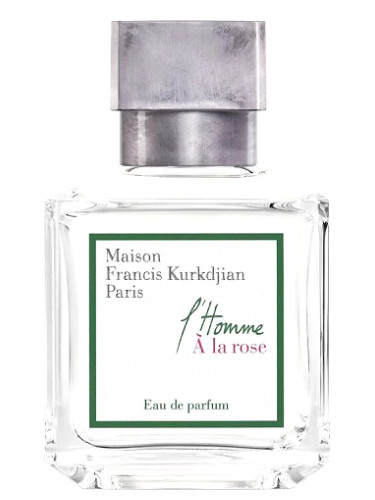 Maison
Francis Kurkdjian
Paris
l'Homme
À la rose
Eau de parfum